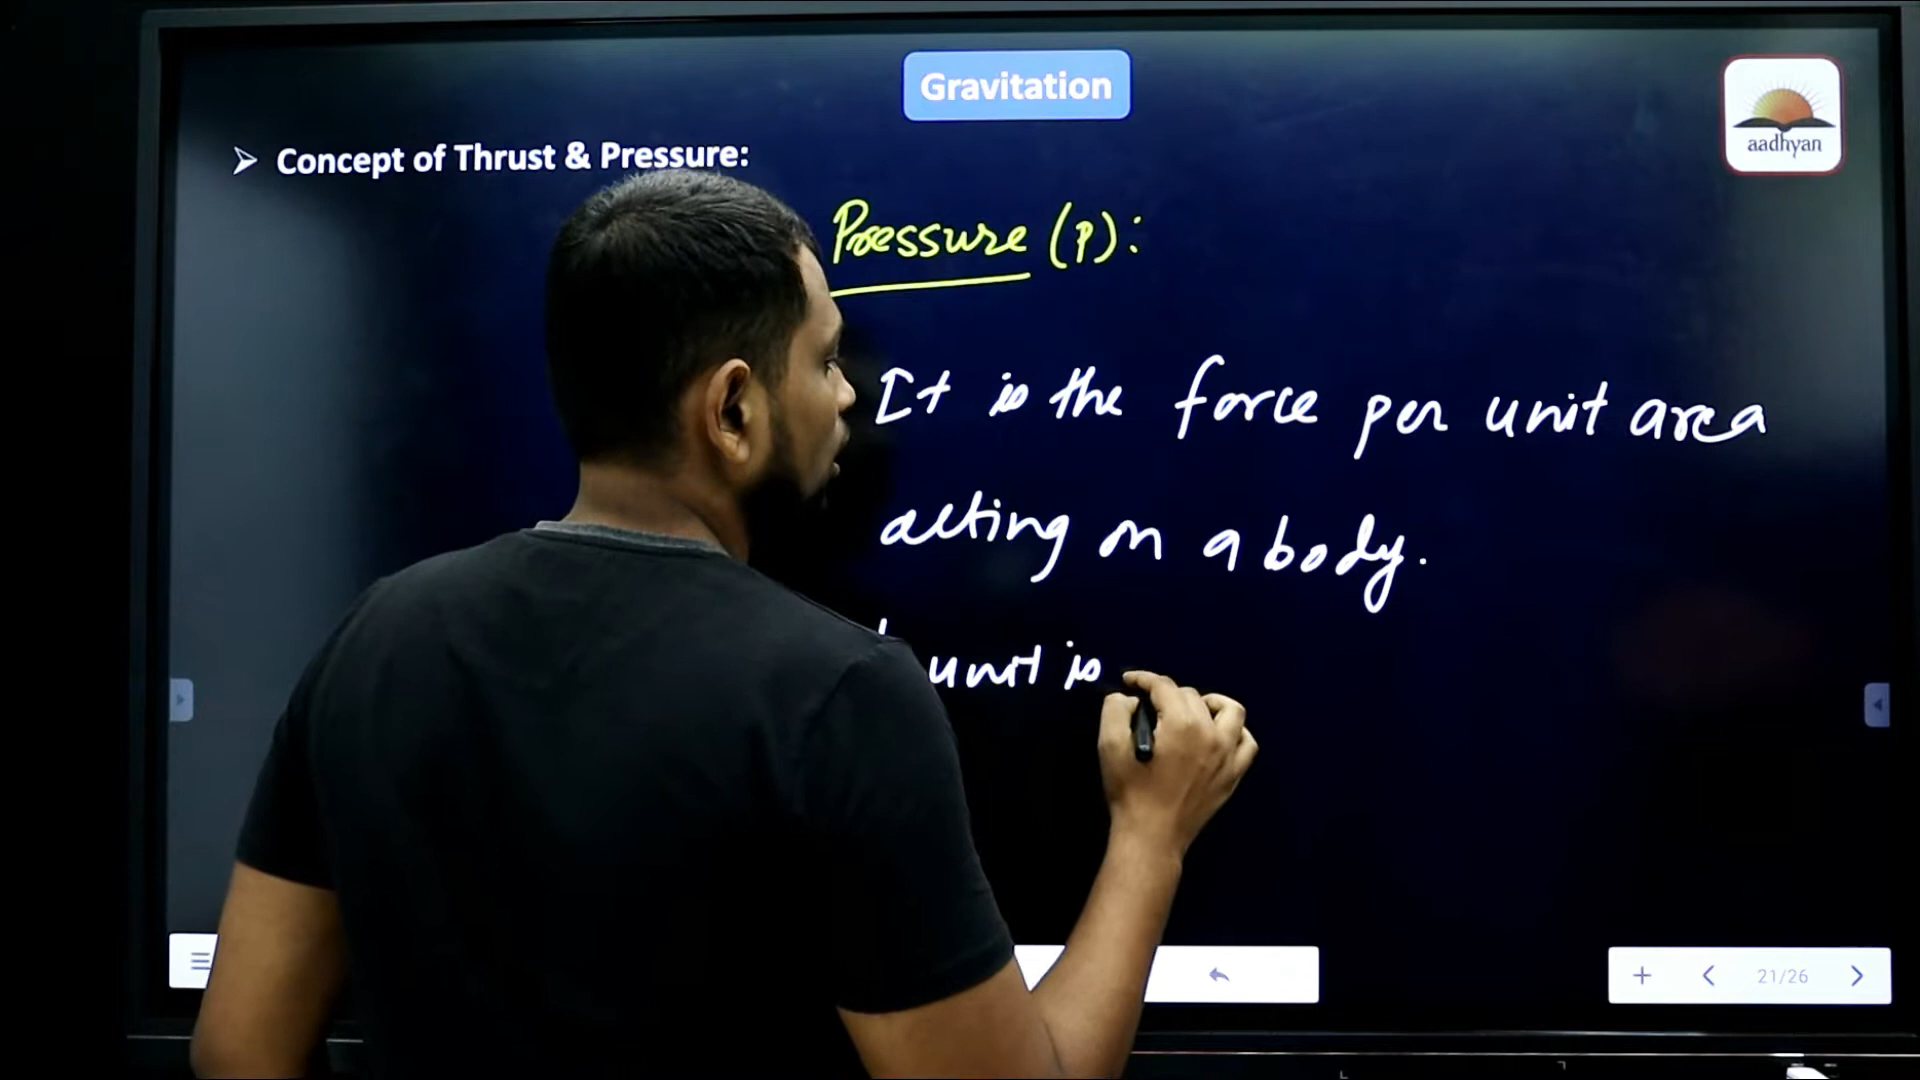 Gravitation
aadhyan
➢ Concept of Thrust & Pressure:
Pressure (P):
It is the force per unit area
acting on a body.
unit is
21/26